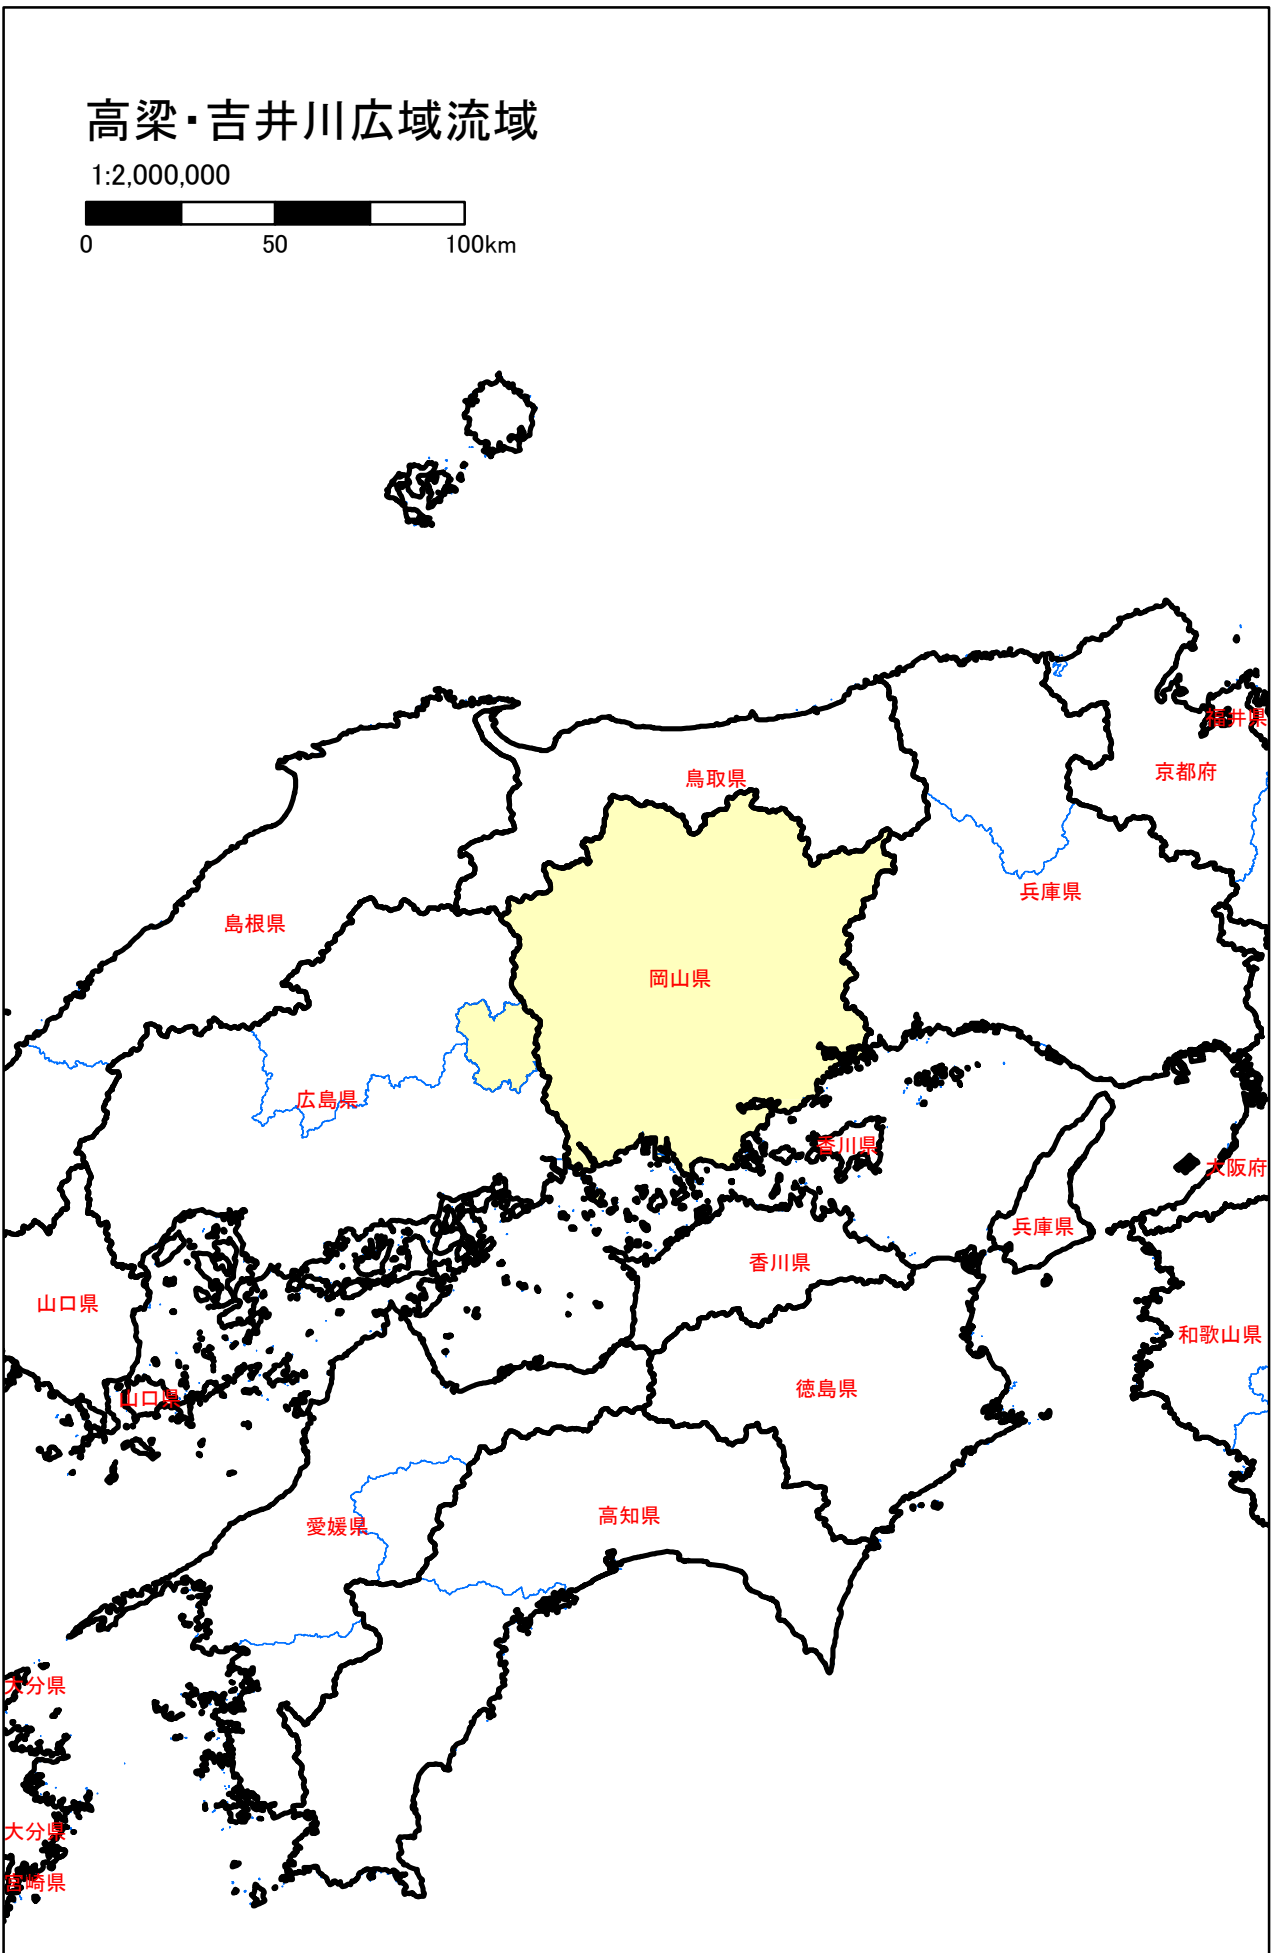 高梁・吉井川広域流域
1:2,000,000
0 50 100km
福井県
京都府
鳥取県
兵庫県
島根県
岡山県
広島県
香川県
大阪府
兵庫県
香川県
山口県
和歌山県
徳島県
山口県
高知県
愛媛県
大分県
大分県
宮崎県